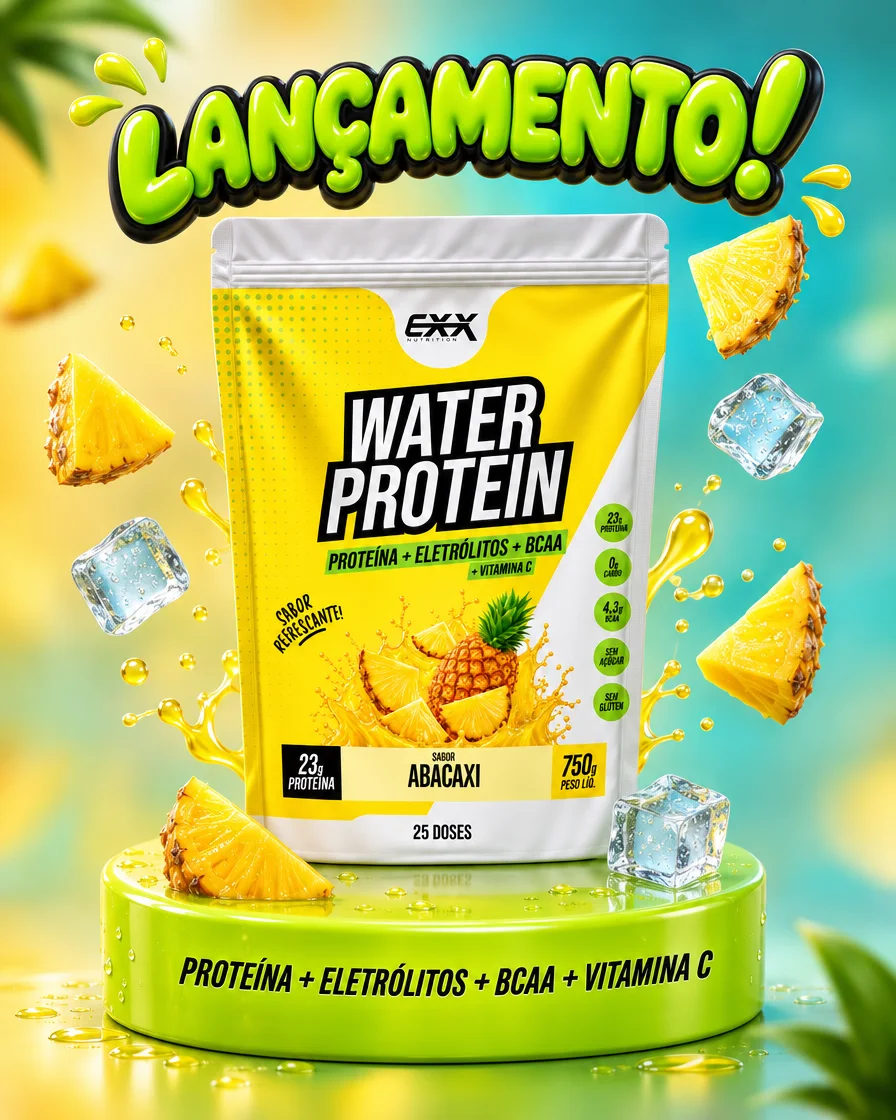 LANÇAMENTO!
EXX
NUTRITION
WATER
PROTEIN
PROTEÍNA + ELETRÓLITOS + BCAA
+ VITAMINA C
23g
PROTEÍNA
0g
CARBO
4,3g
BCAA
SEM
AÇÚCAR
SEM
GLÚTEN
SABOR
REFRESCANTE!
23g
PROTEÍNA
SABOR
ABACAXI
750g
PESO LÍQ.
25 DOSES
PROTEÍNA + ELETRÓLITOS + BCAA + VITAMINA C